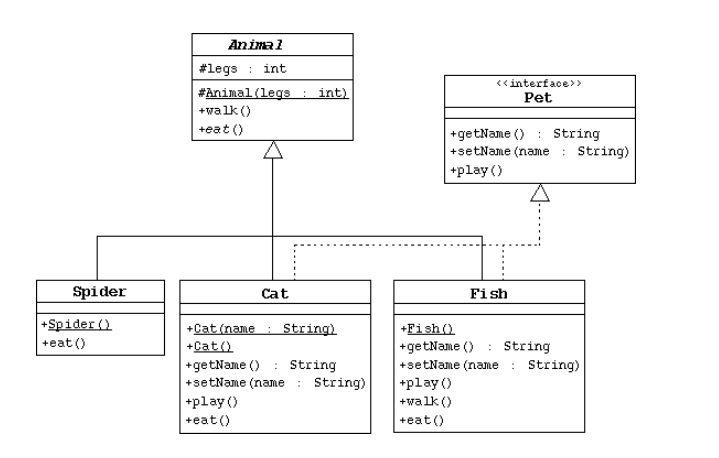 Animal
#legs : int
#Animal(legs : int)
+walk()
+eat()
<<interface>>
Pet
+getName() : String
+setName(name : String)
+play()
Spider
+Spider()
+eat()
Cat
+Cat(name : String)
+Cat()
+getName() : String
+setName(name : String)
+play()
+eat()
Fish
+Fish()
+getName() : String
+setName(name : String)
+play()
+walk()
+eat()